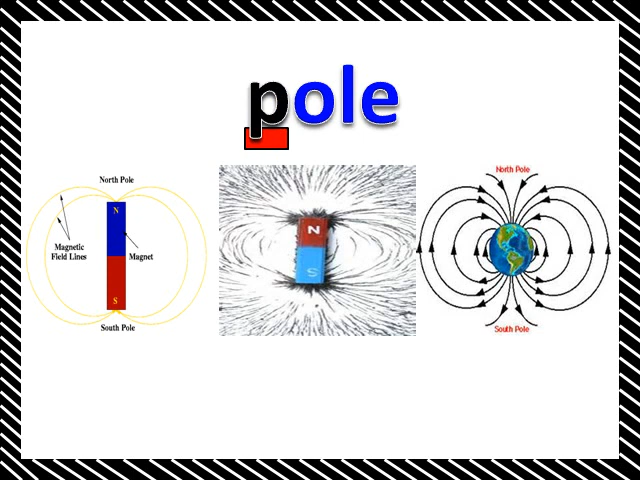 pole
North Pole
N
Magnetic
Field Lines
Magnet
S
South Pole
N
S
North Pole
South Pole